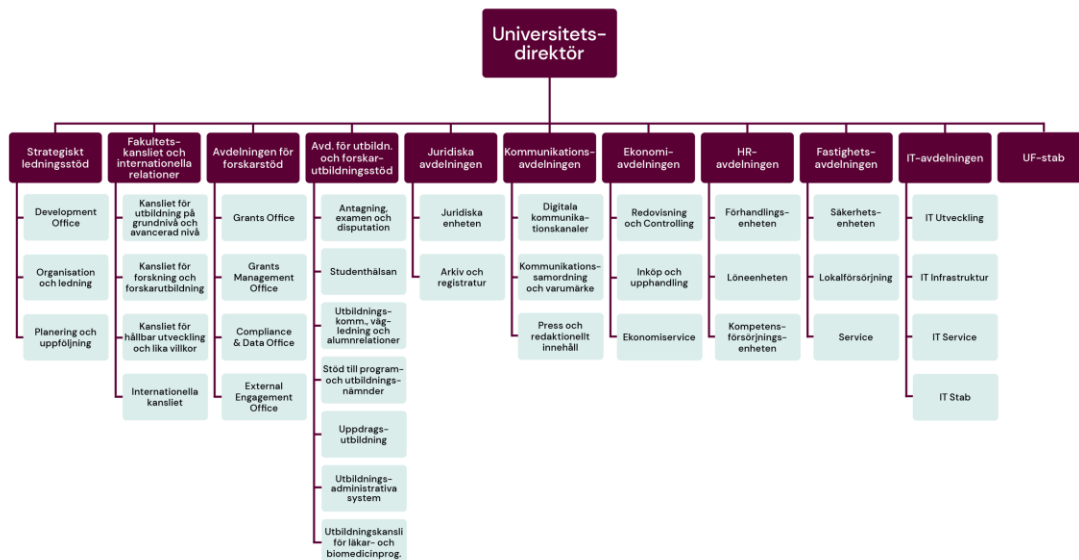 Universitets-
direktör
Strategiskt
ledningsstöd
Development
Office
Organisation
och ledning
Planering och
uppföljning
Fakultets-
kansliet och
internationella
relationer
Kansliet för
utbildning på
grundnivå och
avancerad nivå
Kansliet för
forskning och
forskarutbildning
Kansliet för
hållbar utveckling
och lika villkor
Internationella
kansliet
Avdelningen för
forskarstöd
Grants Office
Grants
Management
Office
Compliance
& Data Office
External
Engagement
Office
Avd. för utbildn.
och forskar-
utbildningsstöd
Antagning,
examen och
disputation
Studenthälsan
Utbildnings-
komm., väg-
ledning och
alumnrelationer
Stöd till program-
och utbildnings-
nämnder
Uppdrags-
utbildning
Utbildnings-
administrativa
system
Utbildningskansli
för läkar- och
biomedicinprog.
Juridiska
avdelningen
Juridiska
enheten
Arkiv och
registratur
Kommunikations-
avdelningen
Digitala
kommunika-
tionskanaler
Kommunikations-
samordning
och varumärke
Press och
redaktionellt
innehåll
Ekonomi-
avdelningen
Redovisning
och Controlling
Inköp och
upphandling
Ekonomiservice
HR-
avdelningen
Förhandlings-
enheten
Löneenheten
Kompetens-
försörjnings-
enheten
Fastighets-
avdelningen
Säkerhets-
enheten
Lokalförsörjning
Service
IT-avdelningen
IT Utveckling
IT Infrastruktur
IT Service
IT Stab
UF-stab